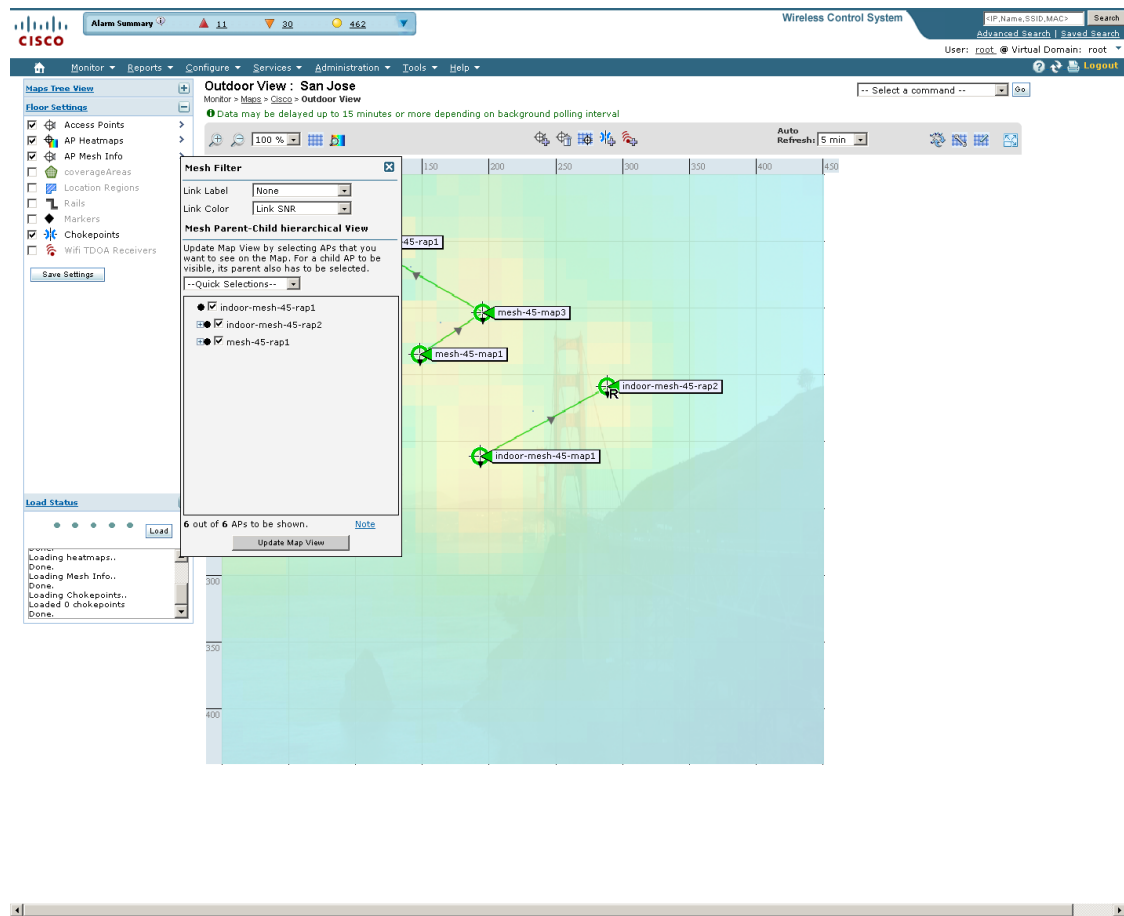 Alarm Summary 11 30 462
Wireless Control System
<IP,Name,SSID,MAC> Search
CISCO
Advanced Search | Saved Search
User: root @ Virtual Domain: root
Monitor Reports Configure Services Administration Tools Help
Logout
Maps Tree View
Floor Settings
Access Points
AP Heatmaps
AP Mesh Info
coverageAreas
Location Regions
Rails
Markers
Chokepoints
Wifi TDOA Receivers
Save Settings
Outdoor View : San Jose
Monitor > Maps > Cisco > Outdoor View
Data may be delayed up to 15 minutes or more depending on background polling interval
-- Select a command -- Go
100 %
Auto
Refresh: 5 min
150 200 250 300 350 400 450
Mesh Filter
Link Label None
Link Color Link SNR
Mesh Parent-Child hierarchical View
Update Map View by selecting APs that you
want to see on the Map. For a child AP to be
visible, its parent also has to be selected.
--Quick Selections--
indoor-mesh-45-rap1
indoor-mesh-45-rap2
mesh-45-rap1
6 out of 6 APs to be shown. Note
Update Map View
45-rap1
mesh-45-map3
mesh-45-map1
indoor-mesh-45-rap2
R
indoor-mesh-45-map1
300
350
400
Load Status
Load
Loading heatmaps..
Done.
Loading Mesh Info..
Done.
Loading Chokepoints..
Loaded 0 chokepoints
Done.